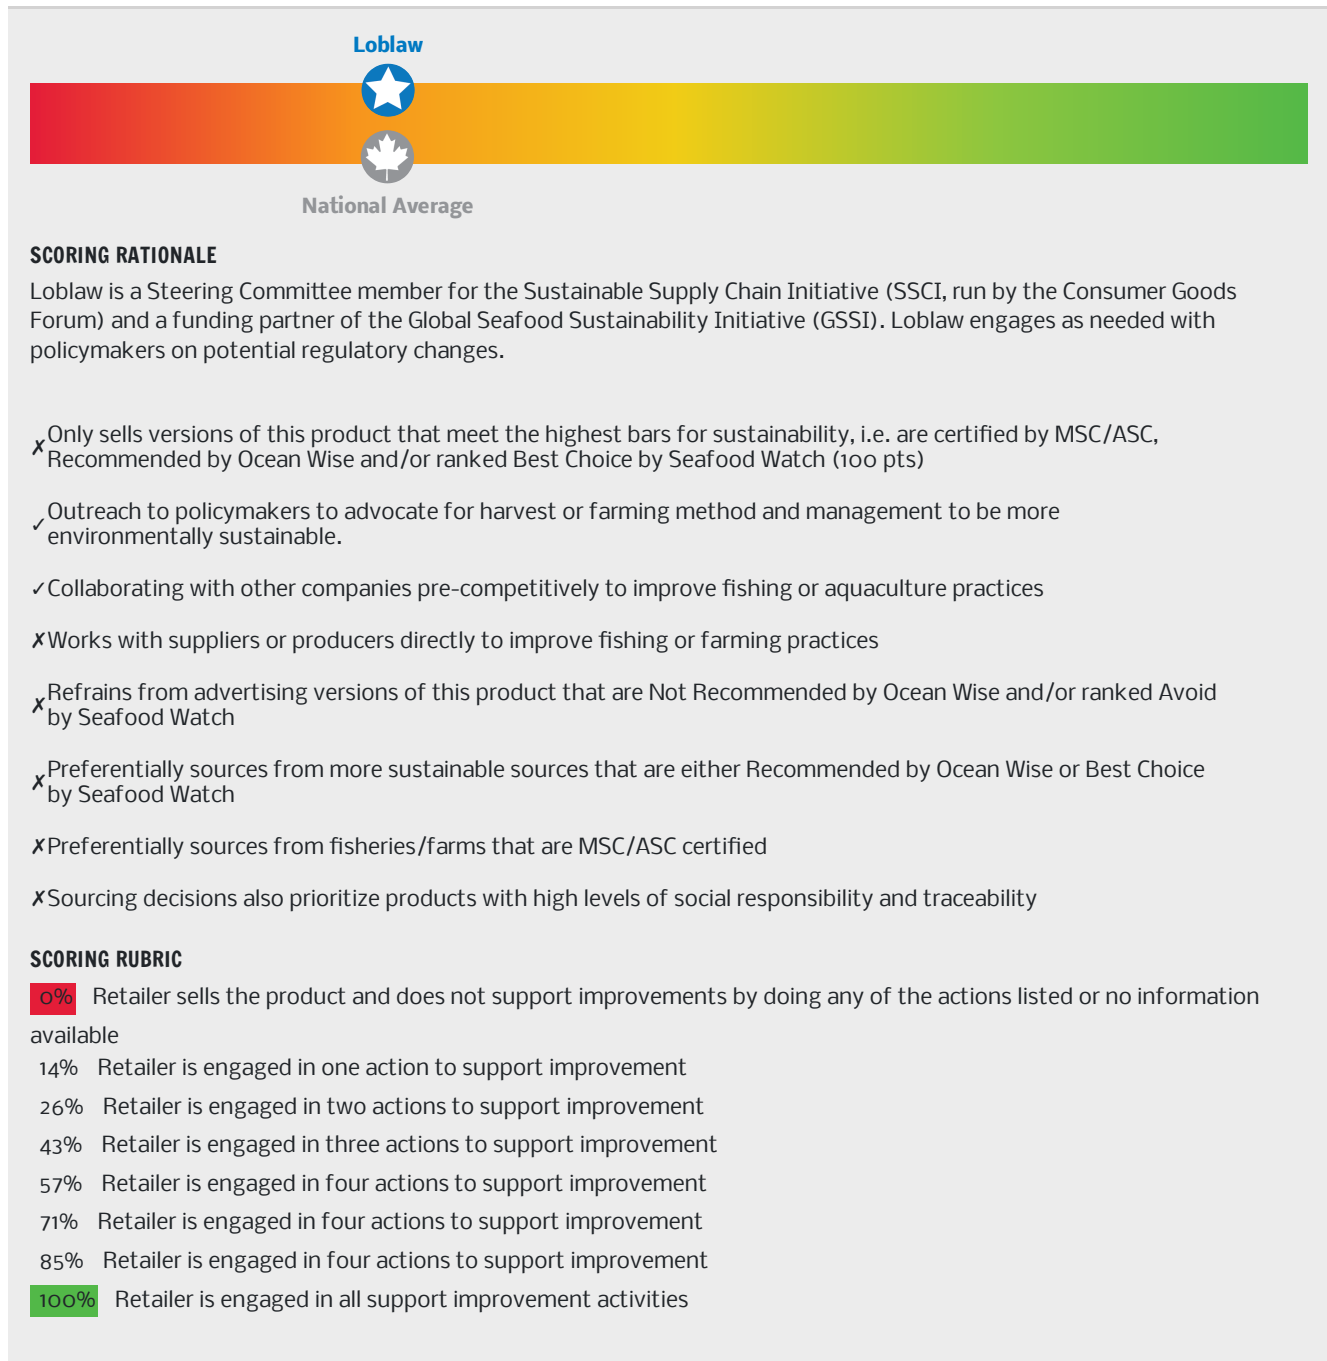 Loblaw
National Average
SCORING RATIONALE
Loblaw is a Steering Committee member for the Sustainable Supply Chain Initiative (SSCI, run by the Consumer Goods
Forum) and a funding partner of the Global Seafood Sustainability Initiative (GSSI). Loblaw engages as needed with
policymakers on potential regulatory changes.
✗Only sells versions of this product that meet the highest bars for sustainability, i.e. are certified by MSC/ASC,
Recommended by Ocean Wise and/or ranked Best Choice by Seafood Watch (100 pts)
✓Outreach to policymakers to advocate for harvest or farming method and management to be more
environmentally sustainable.
✓Collaborating with other companies pre-competitively to improve fishing or aquaculture practices
✗Works with suppliers or producers directly to improve fishing or farming practices
✗Refrains from advertising versions of this product that are Not Recommended by Ocean Wise and/or ranked Avoid
by Seafood Watch
✗Preferentially sources from more sustainable sources that are either Recommended by Ocean Wise or Best Choice
by Seafood Watch
✗Preferentially sources from fisheries/farms that are MSC/ASC certified
✗Sourcing decisions also prioritize products with high levels of social responsibility and traceability
SCORING RUBRIC
0% Retailer sells the product and does not support improvements by doing any of the actions listed or no information
available
14% Retailer is engaged in one action to support improvement
26% Retailer is engaged in two actions to support improvement
43% Retailer is engaged in three actions to support improvement
57% Retailer is engaged in four actions to support improvement
71% Retailer is engaged in four actions to support improvement
85% Retailer is engaged in four actions to support improvement
100% Retailer is engaged in all support improvement activities